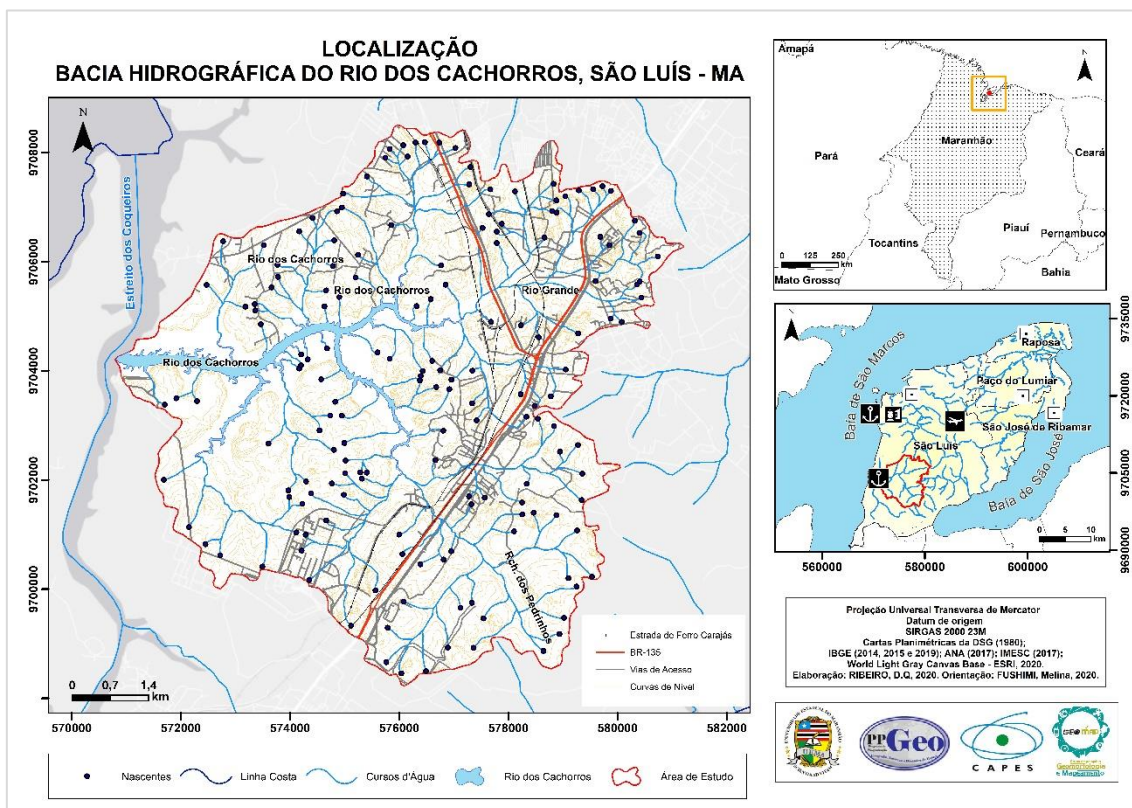 LOCALIZAÇÃO
BACIA HIDROGRÁFICA DO RIO DOS CACHORROS, SÃO LUÍS - MA
N
9708000
9706000
9704000
9702000
9700000
Estreito dos Coqueiros
Rio dos Cachorros
Rio dos Cachorros
Rio Grande
Rio dos Cachorros
Rch. dos Pedrinhos
Estrada de Ferro Carajás
BR-135
Vias de Acesso
Curvas de Nível
0 0,7 1,4
km
570000 572000 574000 576000 578000 580000 582000
Nascentes
Linha Costa
Cursos d'Água
Rio dos Cachorros
Área de Estudo
Amapá
N
Pará
Maranhão
Ceará
Piauí
Pernambuco
Tocantins
Bahia
Mato Grosso
0 125 250
km
N
Baía de São Marcos
Raposa
Paço do Lumiar
São José de Ribamar
São Luís
Baía de São José
0 5 10
km
9735000
9720000
9705000
9690000
560000 580000 600000
Projeção Universal Transversa de Mercator
Datum de origem
SIRGAS 2000 23M
Cartas Planimétricas da DSG (1980);
IBGE (2014, 2015 e 2019); ANA (2017); IMESC (2017);
World Light Gray Canvas Base - ESRI, 2020.
Elaboração: RIBEIRO, D.Q, 2020. Orientação: FUSHIMI, Melina, 2020.
PPGeo
CAPES
GEOMAP
Geomorfologia
e Mapeamento